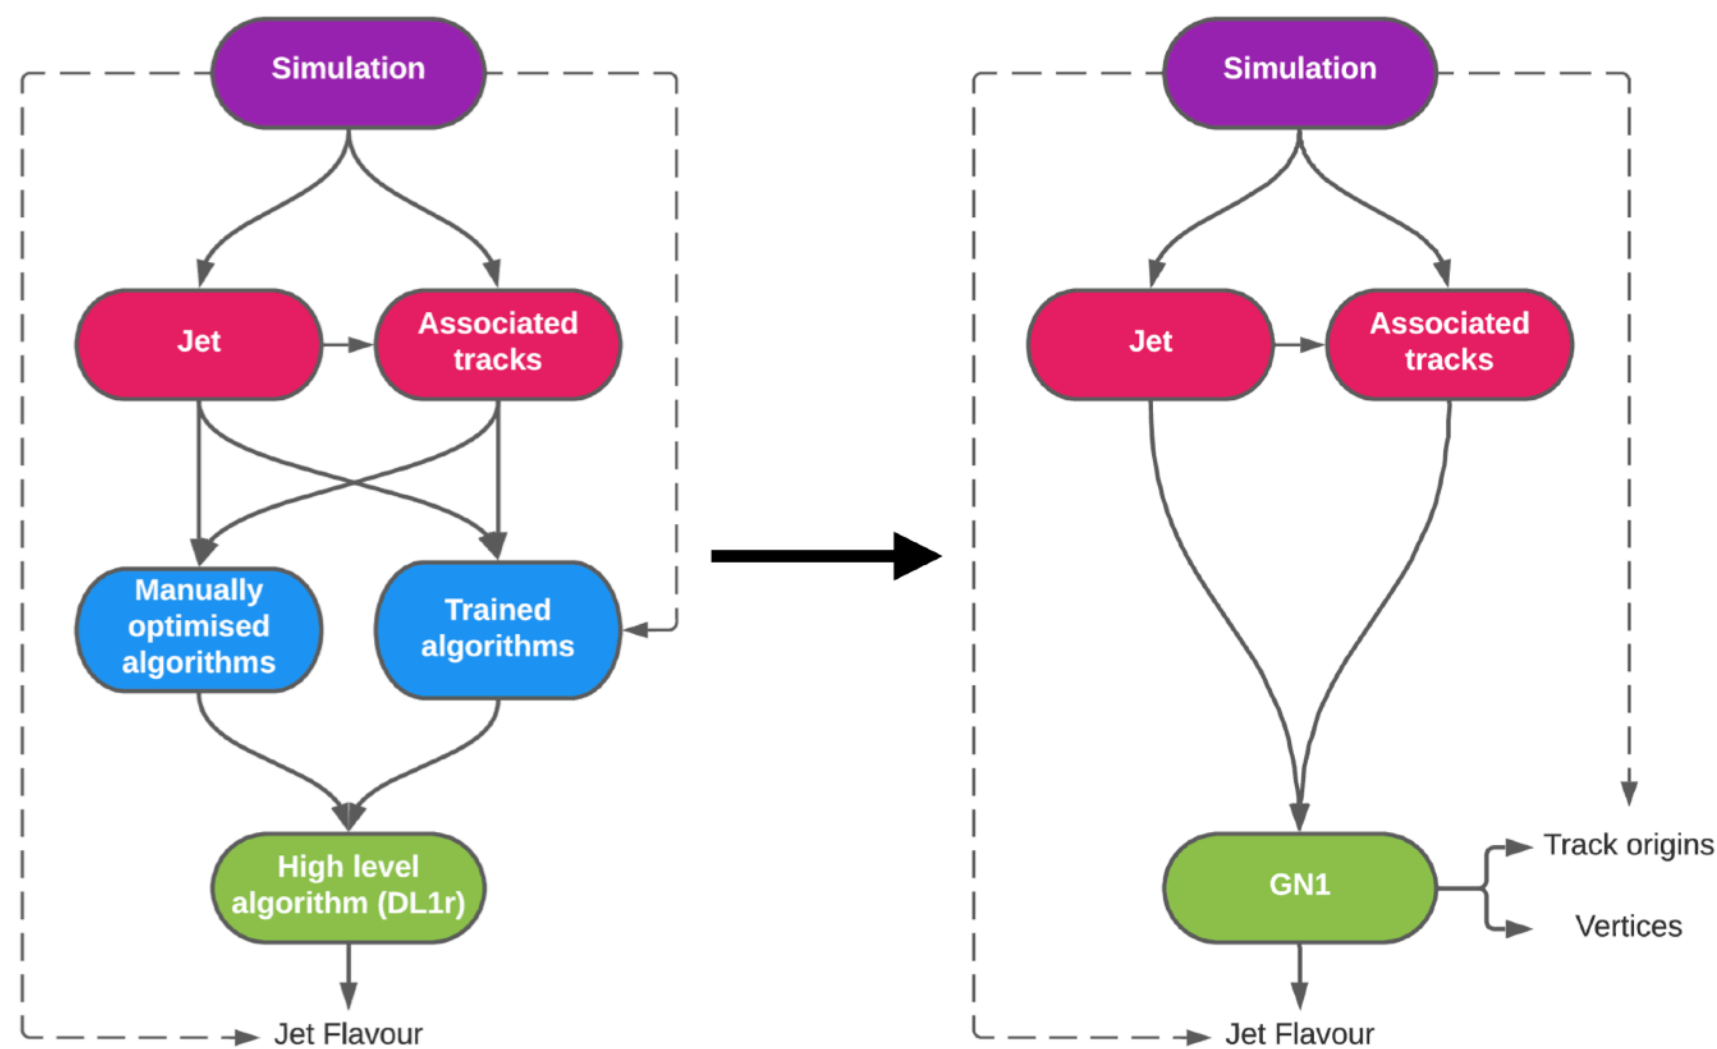 Simulation
Jet
Associated
tracks
Manually
optimised
algorithms
Trained
algorithms
High level
algorithm (DL1r)
Jet Flavour
Simulation
Jet
Associated
tracks
GN1
Track origins
Vertices
Jet Flavour